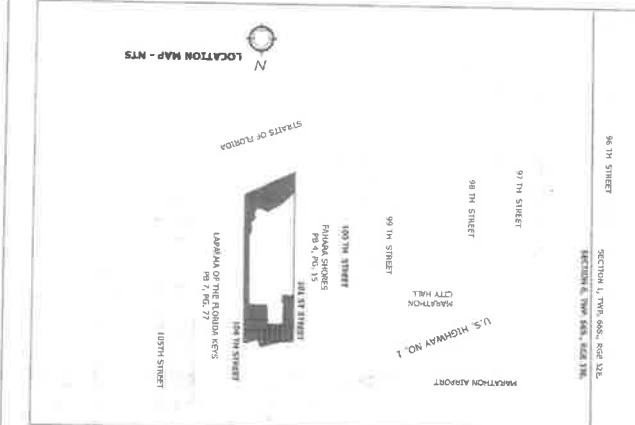 MARATHON AIRPORT
U.S. HIGHWAY NO. 1
MARATHON
CITY HALL
96 TH STREET
SECTION 1, TWP. 66S., RGE 32E.
SECTION 6, TWP. 66S., RGE 33E.
97 TH STREET
98 TH STREET
99 TH STREET
100 TH STREET
FAHARA SHORES
PB 4, PG. 15
101 ST STREET
104 TH STREET
LAPALMA OF THE FLORIDA KEYS
PB 7, PG. 77
105TH STREET
STRAITS OF FLORIDA
N
LOCATION MAP - NTS